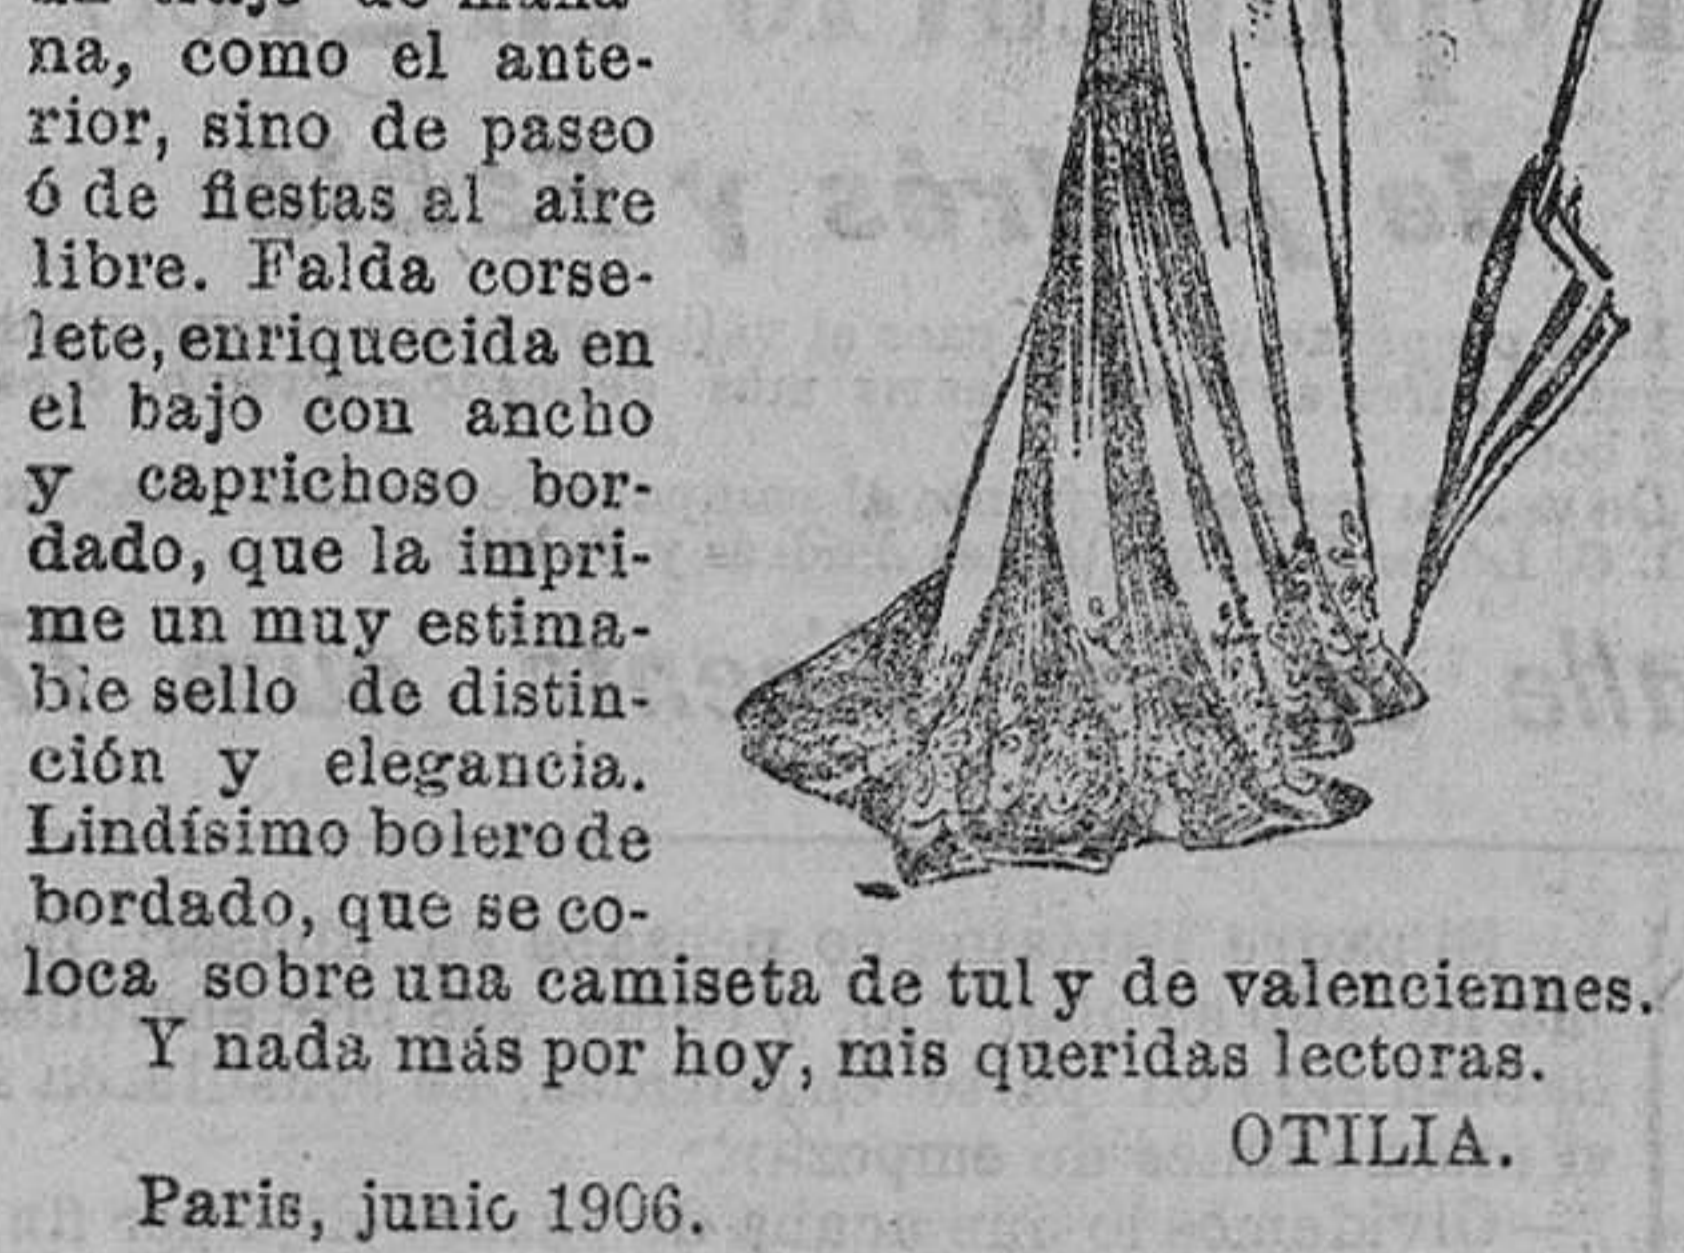 na, como el ante-
rior, sino de paseo
ó de fiestas al aire
libre. Falda corse-
lete, enriquecida en
el bajo con ancho
y caprichoso bor-
dado, que la impri-
me un muy estima-
ble sello de distin-
ción y elegancia.
Lindísimo bolero de
bordado, que se co-
loca sobre una camiseta de tul y de valenciennes.
Y nada más por hoy, mis queridas lectoras.
OTILIA.
Paris, junio 1906.